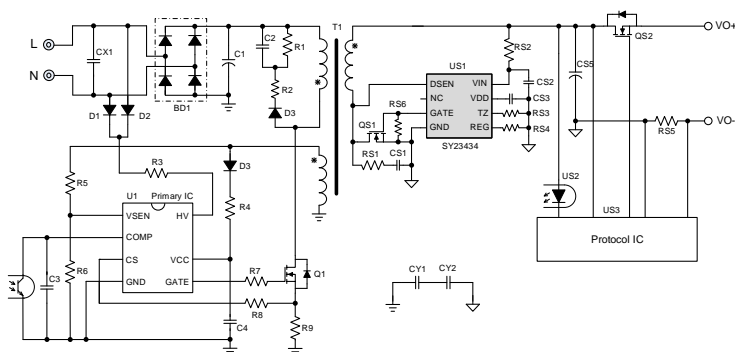 L
N
CX1
BD1
D1
D2
C1
C2
R1
R2
D3
T1
R3
R5
R6
U1
Primary IC
VSEN
HV
COMP
CS
VCC
GND
GATE
D3
R4
C3
C4
R7
R8
R9
Q1
US1
DSEN
VIN
NC
VDD
GATE
TZ
GND
REG
SY23434
QS1
RS6
RS1
CS1
RS2
CS2
CS3
RS3
RS4
CS5
QS2
VO+
RS5
VO-
US2
US3
Protocol IC
CY1
CY2